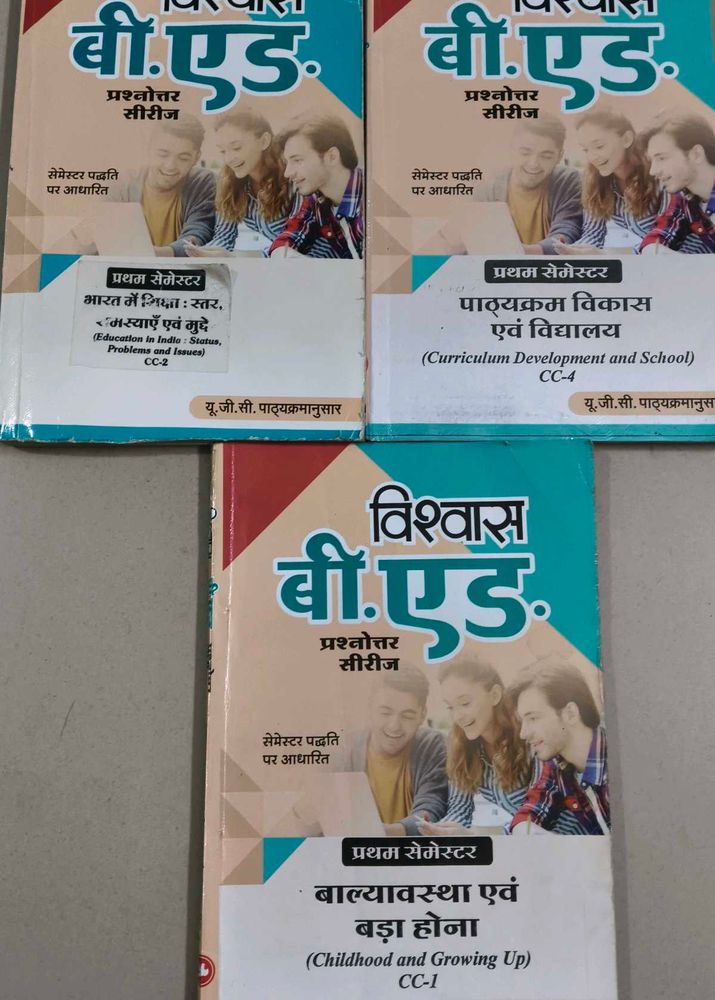 विश्वास
बी.एड.
प्रश्नोत्तर
सीरीज
सेमेस्टर पद्धति
पर आधारित
प्रथम सेमेस्टर
भारत में शिक्षा : स्तर,
समस्याएँ एवं मुद्दे
(Education in India : Status,
Problems and Issues)
CC-2
यू.जी.सी. पाठ्यक्रमानुसार
विश्वास
बी.एड.
प्रश्नोत्तर
सीरीज
सेमेस्टर पद्धति
पर आधारित
प्रथम सेमेस्टर
पाठ्यक्रम विकास
एवं विद्यालय
(Curriculum Development and School)
CC-4
यू.जी.सी. पाठ्यक्रमानुसा
विश्वास
बी.एड.
प्रश्नोत्तर
सीरीज
सेमेस्टर पद्धति
पर आधारित
प्रथम सेमेस्टर
बाल्यावस्था एवं
बड़ा होना
(Childhood and Growing Up)
CC-1